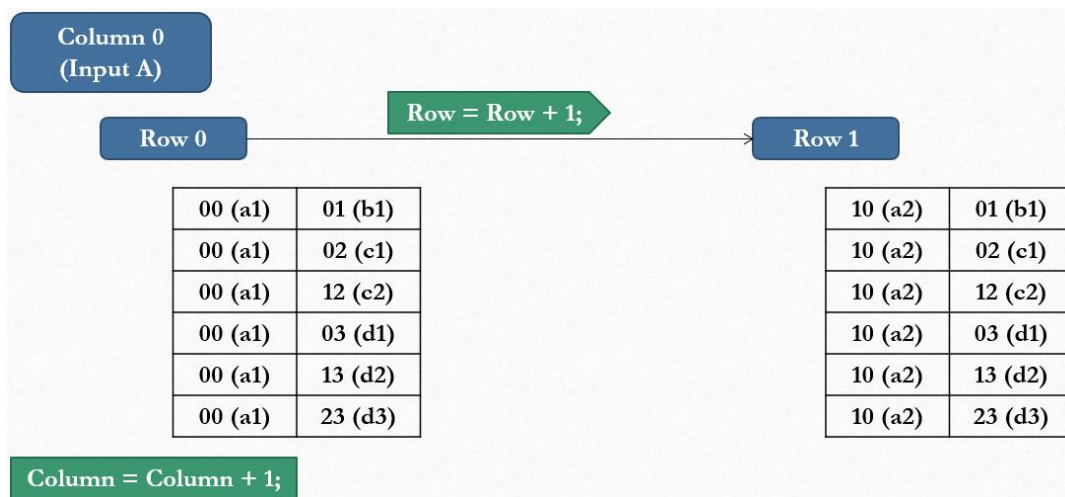 Column 0
(Input A)
Row = Row + 1;
Row 0
Row 1
00 (a1) 01 (b1)
00 (a1) 02 (c1)
00 (a1) 12 (c2)
00 (a1) 03 (d1)
00 (a1) 13 (d2)
00 (a1) 23 (d3)
10 (a2) 01 (b1)
10 (a2) 02 (c1)
10 (a2) 12 (c2)
10 (a2) 03 (d1)
10 (a2) 13 (d2)
10 (a2) 23 (d3)
Column = Column + 1;